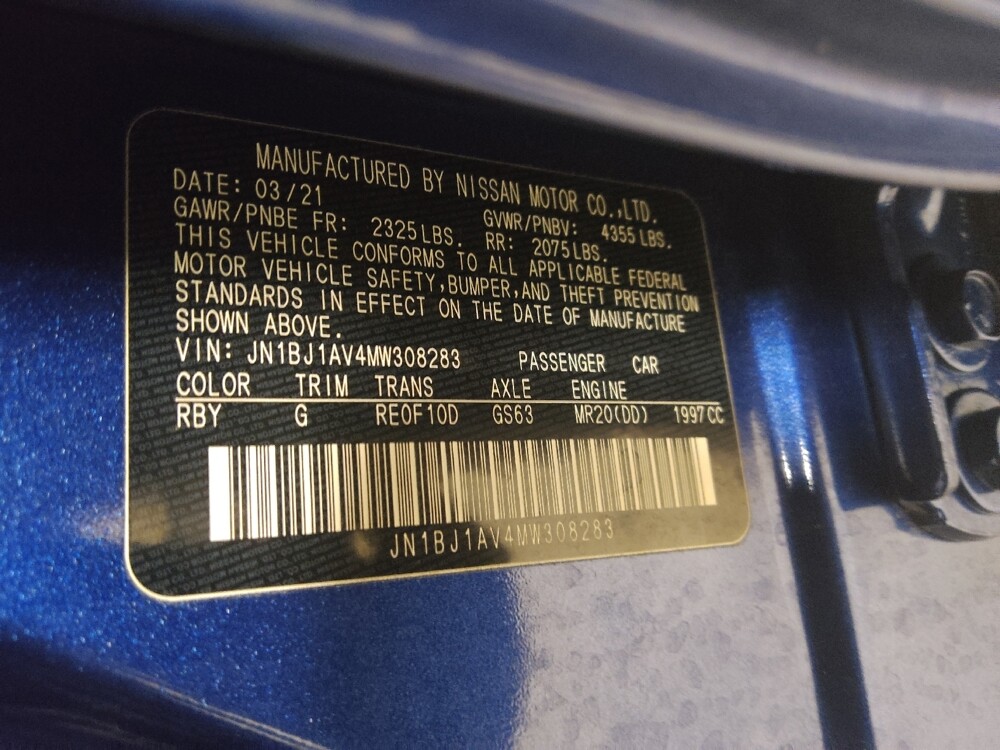 MANUFACTURED BY NISSAN MOTOR CO.,LTD.
DATE: 03/21 GVWR/PNBV: 4355 LBS.
GAWR/PNBE FR: 2325LBS. RR: 2075LBS.
THIS VEHICLE CONFORMS TO ALL APPLICABLE FEDERAL
MOTOR VEHICLE SAFETY,BUMPER,AND THEFT PREVENTION
STANDARDS IN EFFECT ON THE DATE OF MANUFACTURE
SHOWN ABOVE.
VIN: JN1BJ1AV4MW308283 PASSENGER CAR
COLOR TRIM TRANS AXLE ENGINE
RBY G RE0F10D GS63 MR20(DD) 1997CC
JN1BJ1AV4MW308283